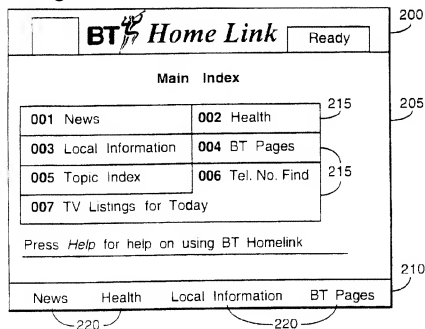 BT Home Link Ready 200
Main Index
001 News 002 Health 215
205
003 Local Information 004 BT Pages
005 Topic Index 006 Tel. No. Find 215
007 TV Listings for Today
Press Help for help on using BT Homelink
210
News Health Local Information BT Pages
220 220